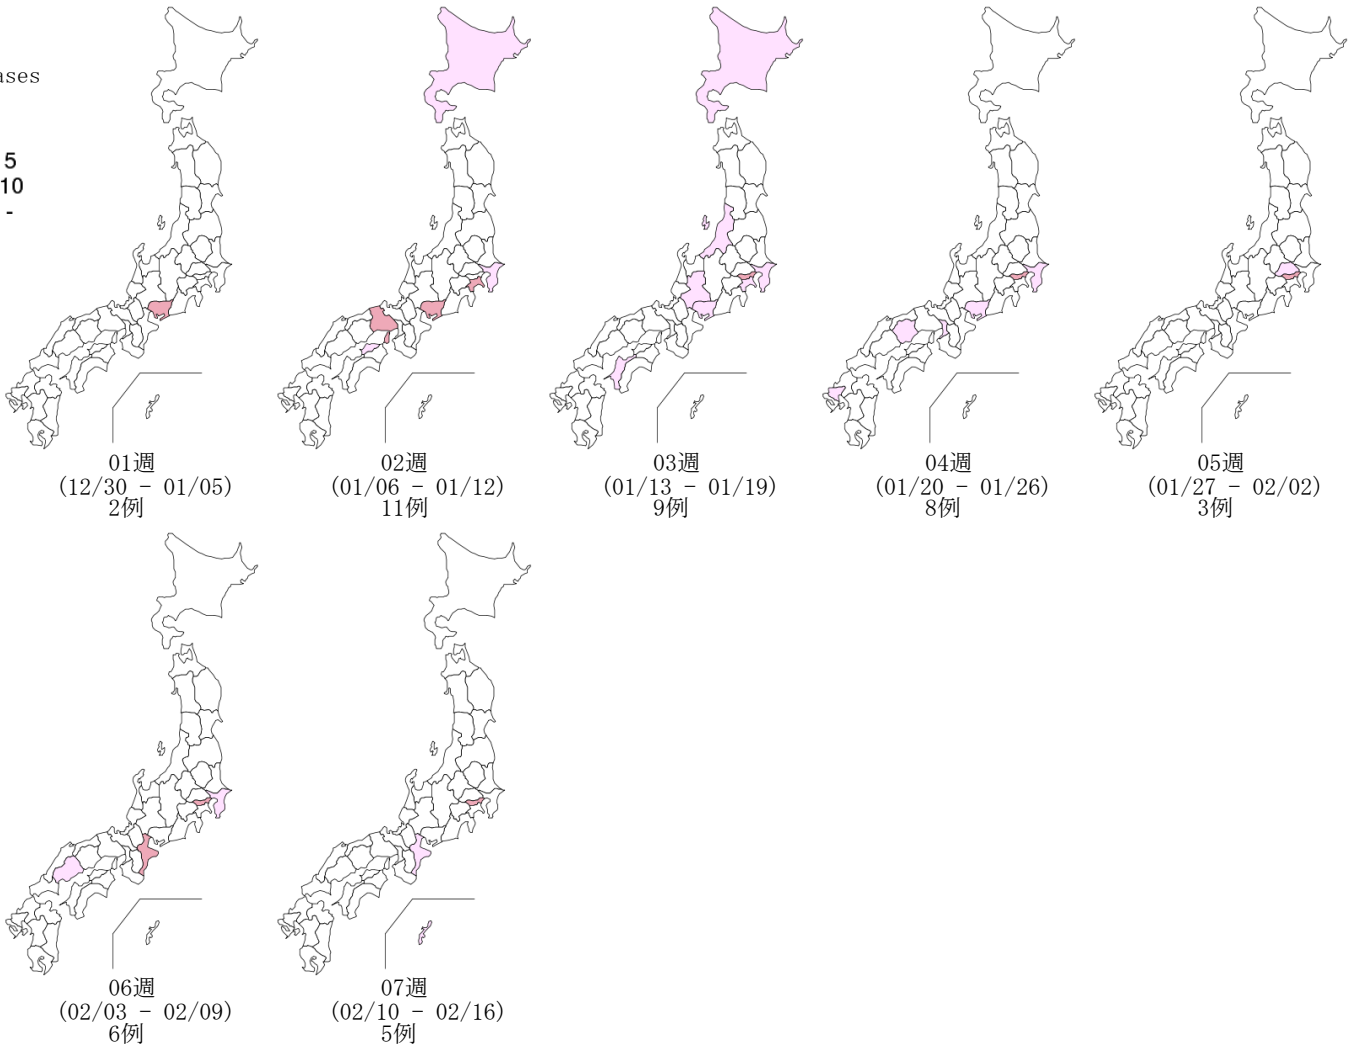 ases
5
10
-
01週
(12/30 - 01/05)
2例
02週
(01/06 - 01/12)
11例
03週
(01/13 - 01/19)
9例
04週
(01/20 - 01/26)
8例
05週
(01/27 - 02/02)
3例
06週
(02/03 - 02/09)
6例
07週
(02/10 - 02/16)
5例